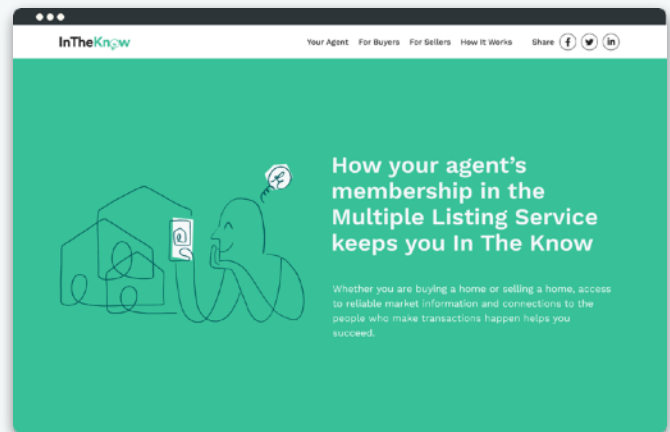 InTheKnow
Your Agent For Buyers For Sellers How It Works Share
How your agent's
membership in the
Multiple Listing Service
keeps you In The Know
Whether you are buying a home or selling a home, access
to reliable market information and connections to the
people who make transactions happen helps you
succeed.